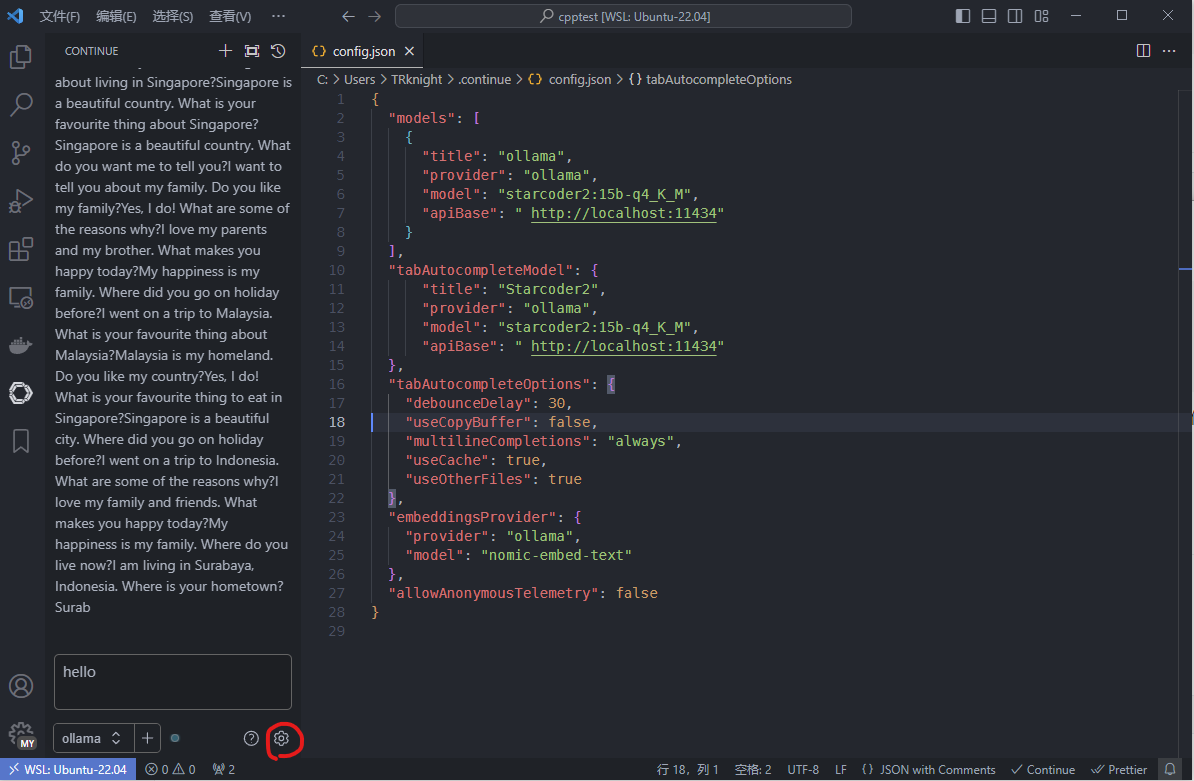 文件(F) 编辑(E) 选择(S) 查看(V) ··· cpptest [WSL: Ubuntu-22.04]
CONTINUE
{} config.json
C: > Users > TRknight > .continue > {} config.json > {} tabAutocompleteOptions
about living in Singapore?Singapore is
a beautiful country. What is your
favourite thing about Singapore?
Singapore is a beautiful country. What
do you want me to tell you?I want to
tell you about my family. Do you like
my family?Yes, I do! What are some of
the reasons why?I love my parents
and my brother. What makes you
happy today?My happiness is my
family. Where did you go on holiday
before?I went on a trip to Malaysia.
What is your favourite thing about
Malaysia?Malaysia is my homeland.
Do you like my country?Yes, I do!
What is your favourite thing to eat in
Singapore?Singapore is a beautiful
city. Where did you go on holiday
before?I went on a trip to Indonesia.
What are some of the reasons why?I
love my family and friends. What
makes you happy today?My
happiness is my family. Where do you
live now?I am living in Surabaya,
Indonesia. Where is your hometown?
Surab
hello
ollama
MY
1 {
2 "models": [
3 {
4 "title": "ollama",
5 "provider": "ollama",
6 "model": "starcoder2:15b-q4_K_M",
7 "apiBase": " http://localhost:11434"
8 }
9 ],
10 "tabAutocompleteModel": {
11 "title": "Starcoder2",
12 "provider": "ollama",
13 "model": "starcoder2:15b-q4_K_M",
14 "apiBase": " http://localhost:11434"
15 },
16 "tabAutocompleteOptions": {
17 "debounceDelay": 30,
18 "useCopyBuffer": false,
19 "multilineCompletions": "always",
20 "useCache": true,
21 "useOtherFiles": true
22 },
23 "embeddingsProvider": {
24 "provider": "ollama",
25 "model": "nomic-embed-text"
26 },
27 "allowAnonymousTelemetry": false
28 }
29
WSL: Ubuntu-22.04 0 0 2 行 18，列 1 空格: 2 UTF-8 LF {} JSON with Comments Continue Prettier